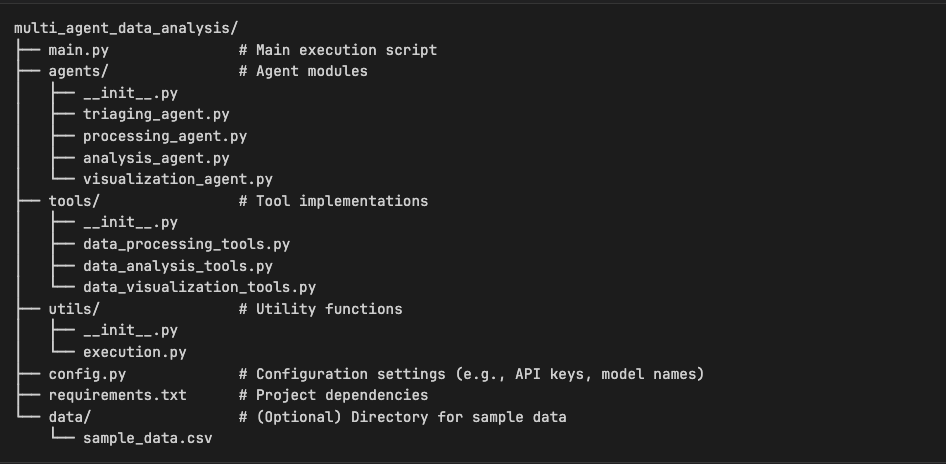 multi_agent_data_analysis/
├── main.py               # Main execution script
├── agents/               # Agent modules
│   ├── __init__.py
│   ├── triaging_agent.py
│   ├── processing_agent.py
│   ├── analysis_agent.py
│   └── visualization_agent.py
├── tools/                # Tool implementations
│   ├── __init__.py
│   ├── data_processing_tools.py
│   ├── data_analysis_tools.py
│   └── data_visualization_tools.py
├── utils/                # Utility functions
│   ├── __init__.py
│   └── execution.py
├── config.py             # Configuration settings (e.g., API keys, model names)
├── requirements.txt      # Project dependencies
└── data/                 # (Optional) Directory for sample data
    └── sample_data.csv